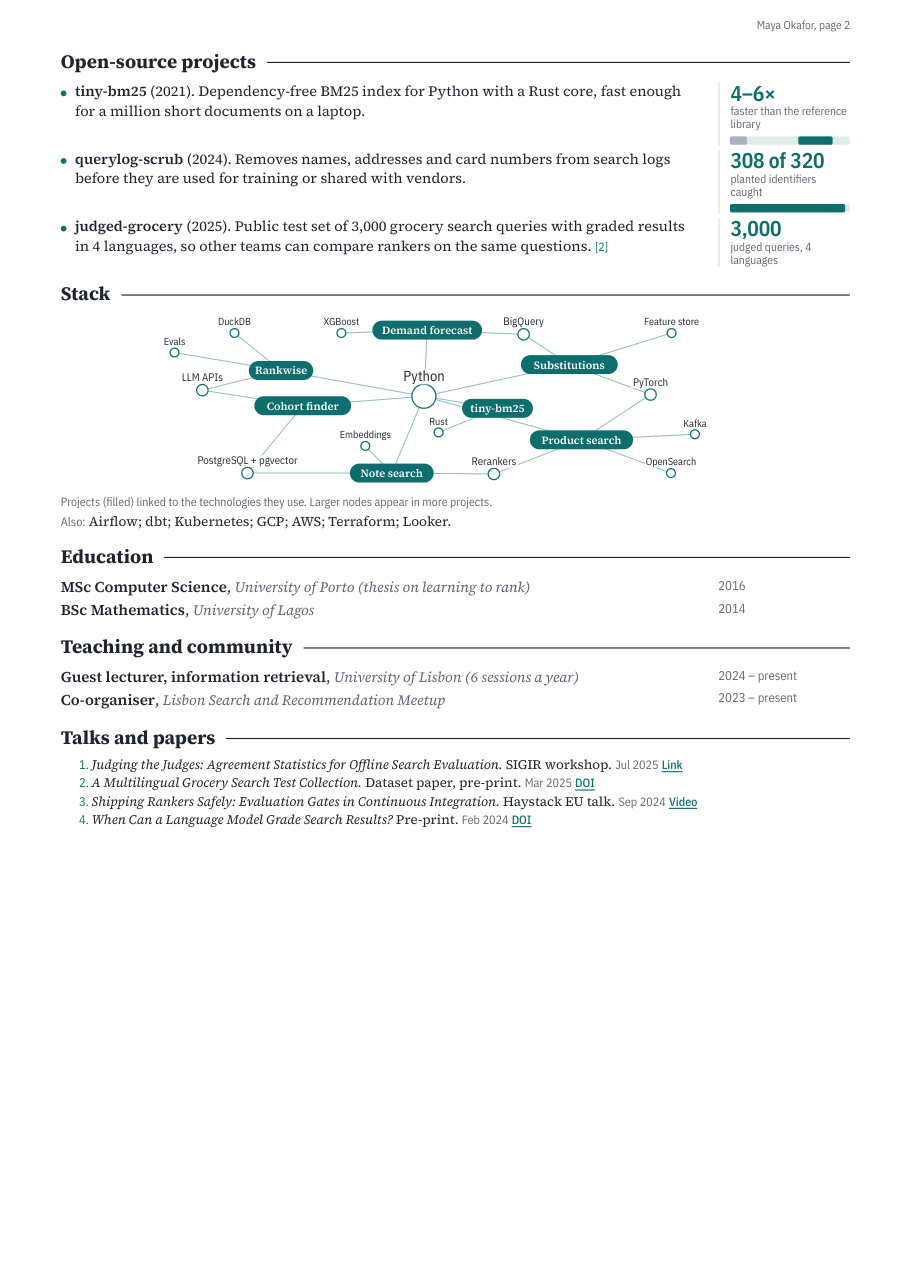 Maya Okafor, page 2
Open-source projects
tiny-bm25 (2021). Dependency-free BM25 index for Python with a Rust core, fast enough
for a million short documents on a laptop.
4–6×
faster than the reference
library
querylog-scrub (2024). Removes names, addresses and card numbers from search logs
before they are used for training or shared with vendors.
308 of 320
planted identifiers
caught
judged-grocery (2025). Public test set of 3,000 grocery search queries with graded results
in 4 languages, so other teams can compare rankers on the same questions. [2]
3,000
judged queries, 4
languages
Stack
DuckDB
XGBoost
Demand forecast
BigQuery
Feature store
Evals
Rankwise
Substitutions
LLM APIs
Python
PyTorch
Cohort finder
tiny-bm25
Rust
Kafka
Embeddings
Product search
PostgreSQL + pgvector
Note search
Rerankers
OpenSearch
Projects (filled) linked to the technologies they use. Larger nodes appear in more projects.
Also: Airflow; dbt; Kubernetes; GCP; AWS; Terraform; Looker.
Education
MSc Computer Science, University of Porto (thesis on learning to rank) 2016
BSc Mathematics, University of Lagos 2014
Teaching and community
Guest lecturer, information retrieval, University of Lisbon (6 sessions a year) 2024 – present
Co-organiser, Lisbon Search and Recommendation Meetup 2023 – present
Talks and papers
1. Judging the Judges: Agreement Statistics for Offline Search Evaluation. SIGIR workshop. Jul 2025 Link
2. A Multilingual Grocery Search Test Collection. Dataset paper, pre-print. Mar 2025 DOI
3. Shipping Rankers Safely: Evaluation Gates in Continuous Integration. Haystack EU talk. Sep 2024 Video
4. When Can a Language Model Grade Search Results? Pre-print. Feb 2024 DOI